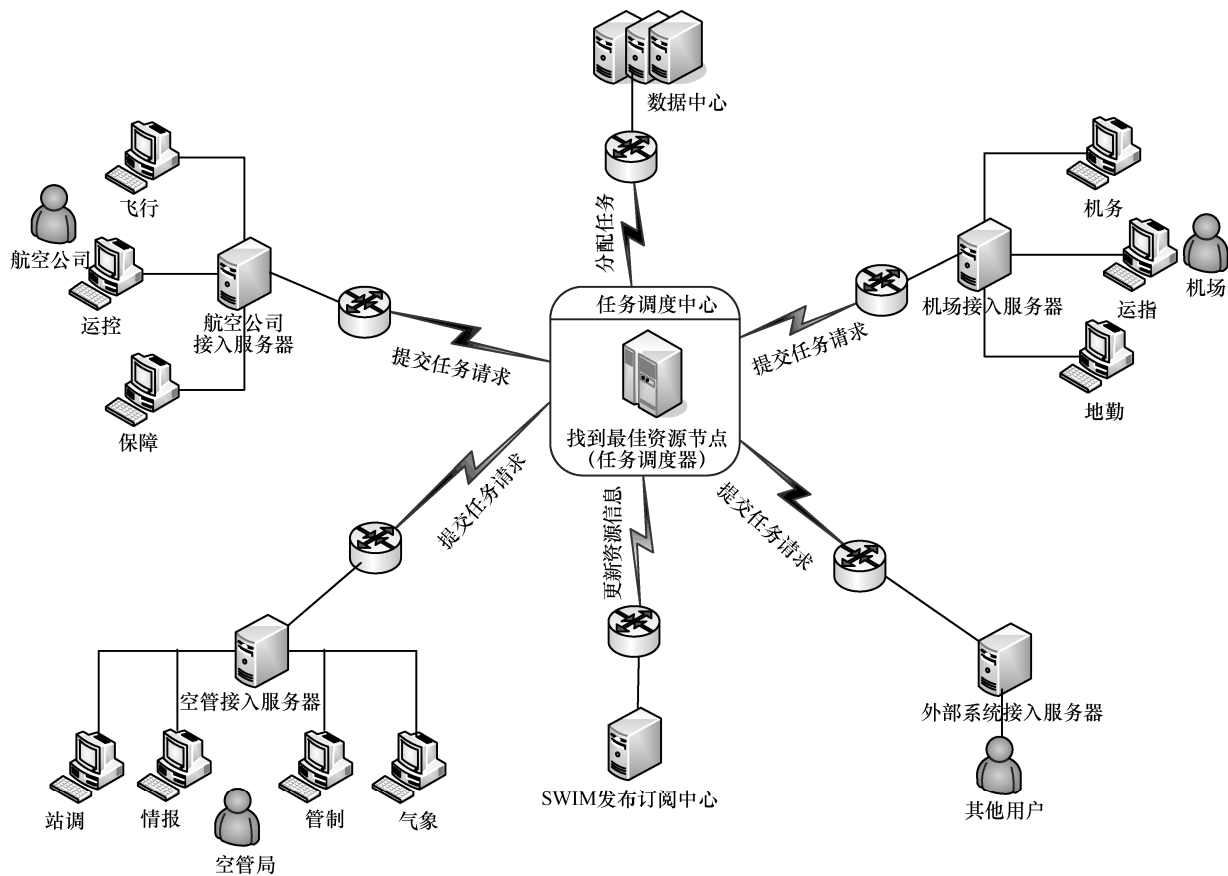 数据中心
分配任务
飞行
航空公司
运控
航空公司
接入服务器
保障
提交任务请求
任务调度中心
找到最佳资源节点
（任务调度器）
提交任务请求
机场接入服务器
机务
运指
机场
地勤
提交任务请求
空管接入服务器
站调
情报
管制
气象
空管局
更新资源信息
SWIM发布订阅中心
提交任务请求
外部系统接入服务器
其他用户